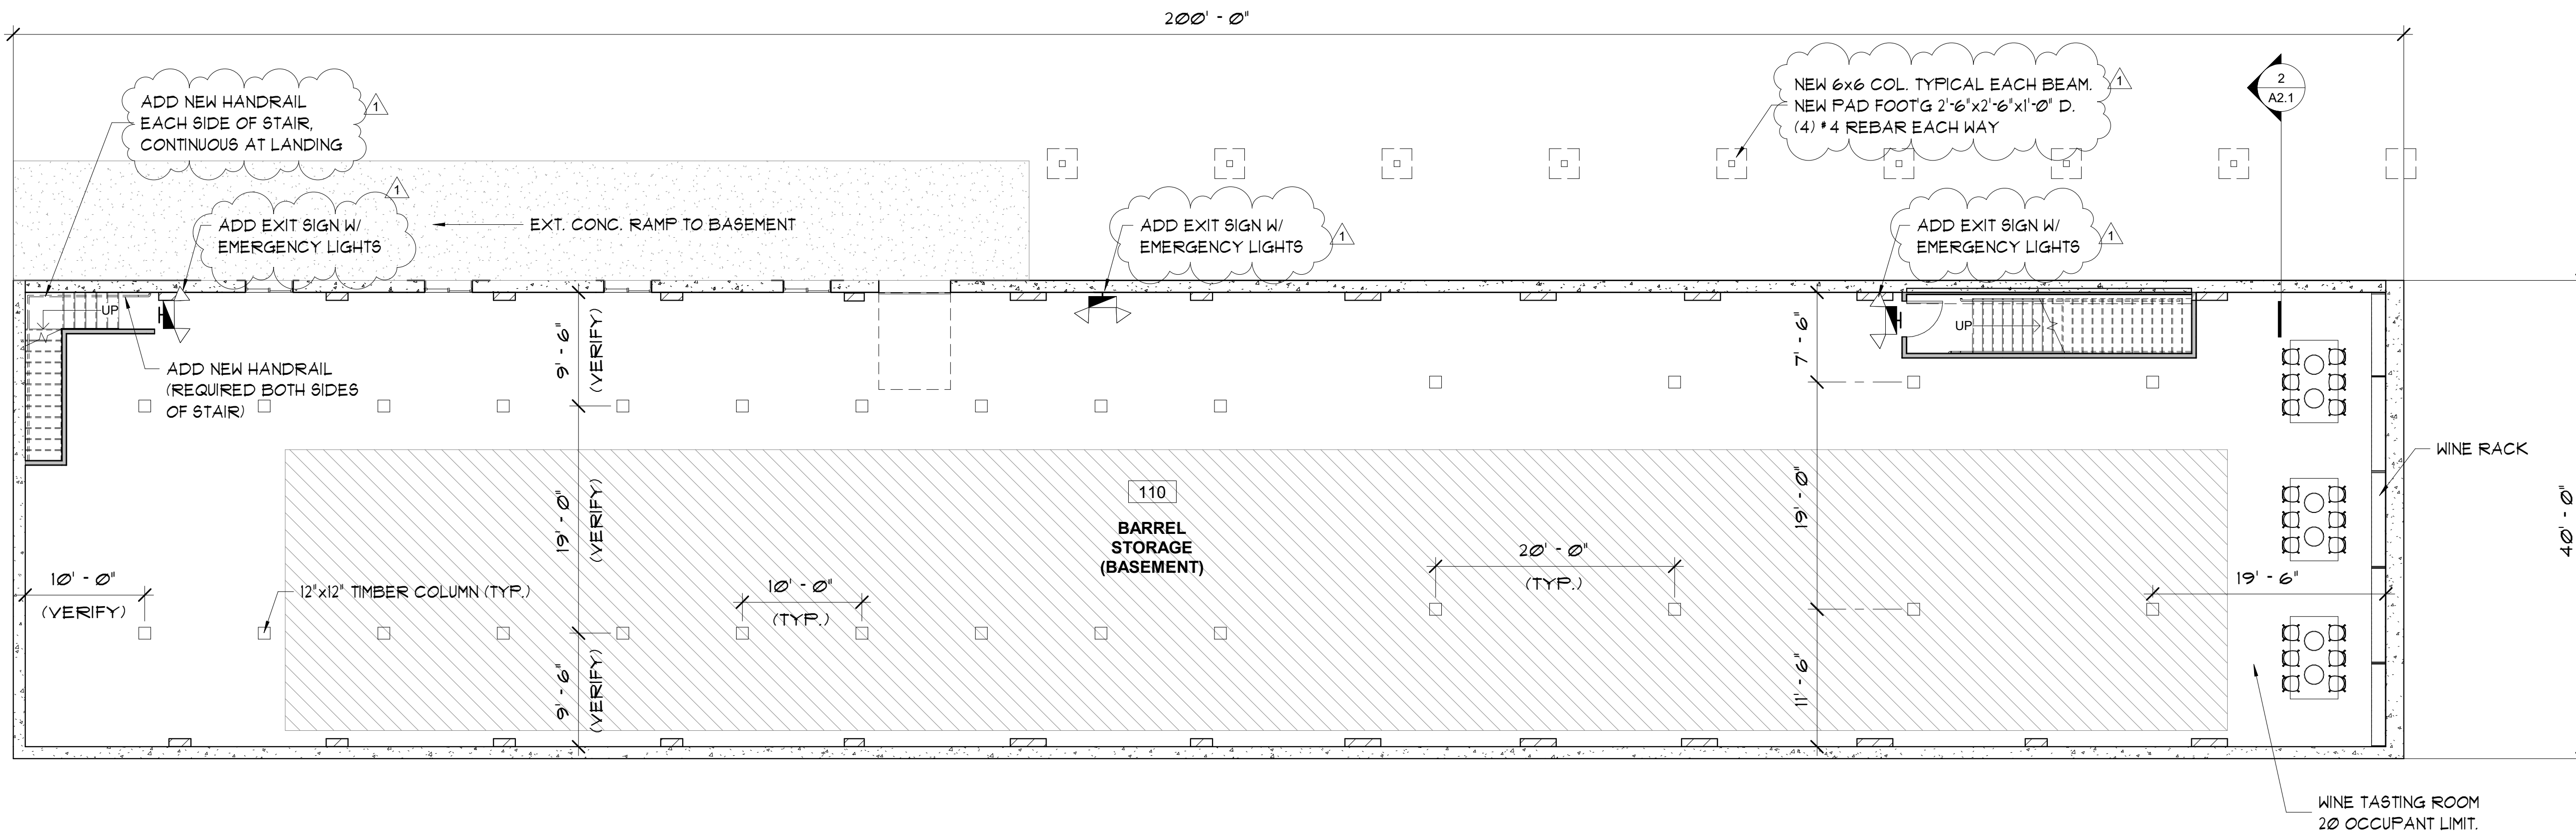 200' - 0"
ADD NEW HANDRAIL
EACH SIDE OF STAIR,
CONTINUOUS AT LANDING
1
NEW 6x6 COL. TYPICAL EACH BEAM.
NEW PAD FOOT'G 2'-6"x2'-6"x1'-0" D.
(4) #4 REBAR EACH WAY
1
2
A2.1
ADD EXIT SIGN W/
EMERGENCY LIGHTS
1
EXT. CONC. RAMP TO BASEMENT
ADD EXIT SIGN W/
EMERGENCY LIGHTS
1
ADD EXIT SIGN W/
EMERGENCY LIGHTS
1
UP
UP
ADD NEW HANDRAIL
(REQUIRED BOTH SIDES
OF STAIR)
9' - 6"
(VERIFY)
7' - 6"
WINE RACK
40' - 0"
19' - 0"
(VERIFY)
110
BARREL
STORAGE
(BASEMENT)
19' - 0"
20' - 0"
(TYP.)
10' - 0"
(VERIFY)
12"x12" TIMBER COLUMN (TYP.)
10' - 0"
(TYP.)
19' - 6"
9' - 6"
(VERIFY)
11' - 6"
WINE TASTING ROOM
20 OCCUPANT LIMIT.